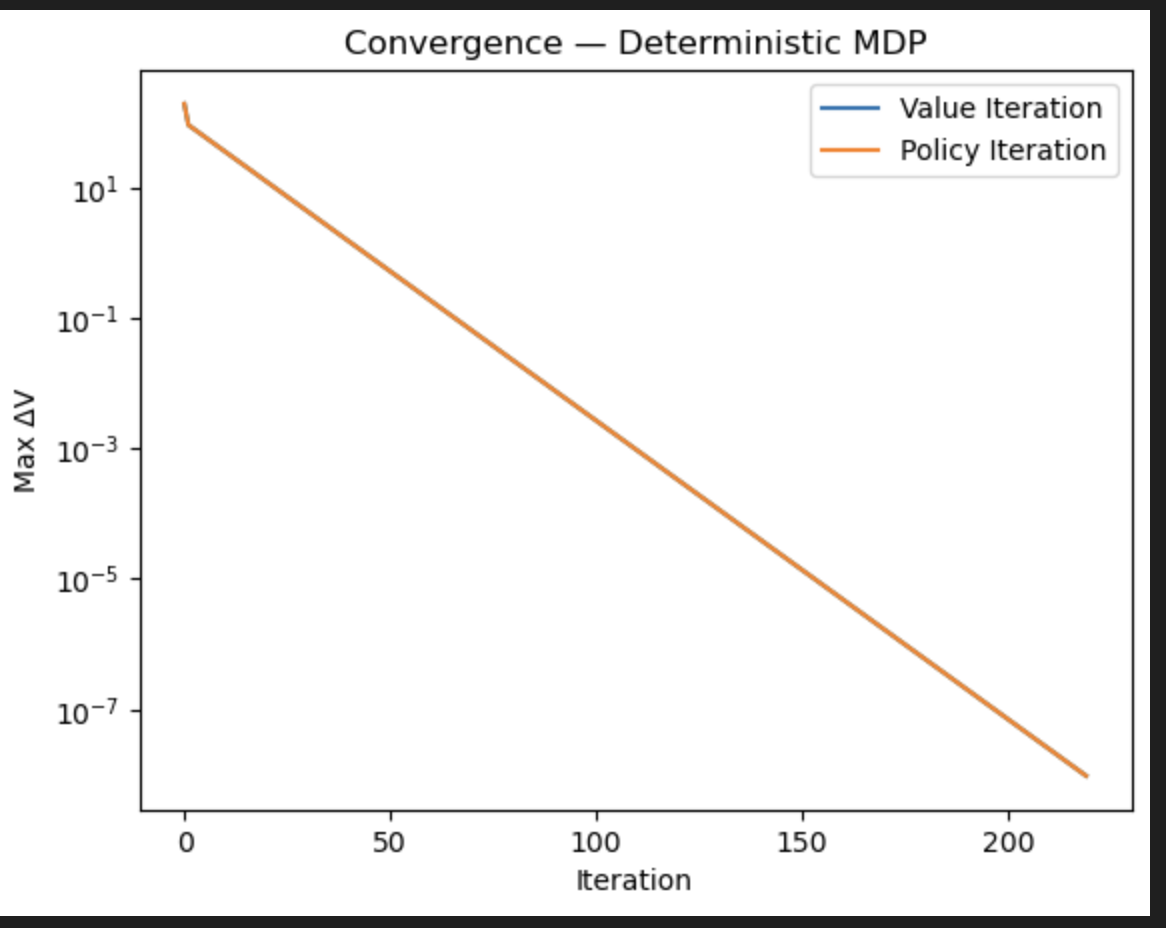 Convergence — Deterministic MDP
Value Iteration
Policy Iteration
10¹
10⁻¹
10⁻³
10⁻⁵
10⁻⁷
Max ΔV
0 50 100 150 200
Iteration